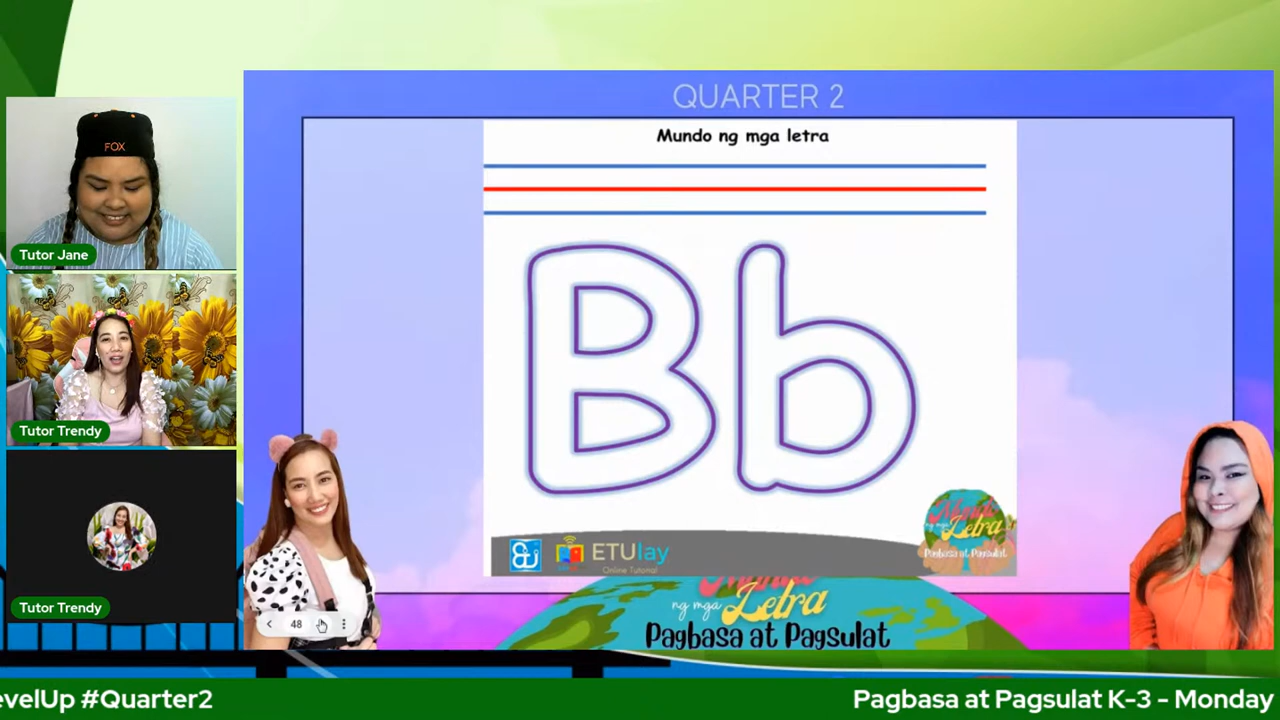 QUARTER 2
Mundo ng mga letra
FOX
Tutor Jane
Bb
Tutor Trendy
Mundo
ng mga
Letra
Pagbasa at Pagsulat
ETUlay
Online Tutorial
Tutor Trendy
48
Mundo
ng mga Letra
Pagbasa at Pagsulat
evelUp #Quarter2
Pagbasa at Pagsulat K-3 - Monday